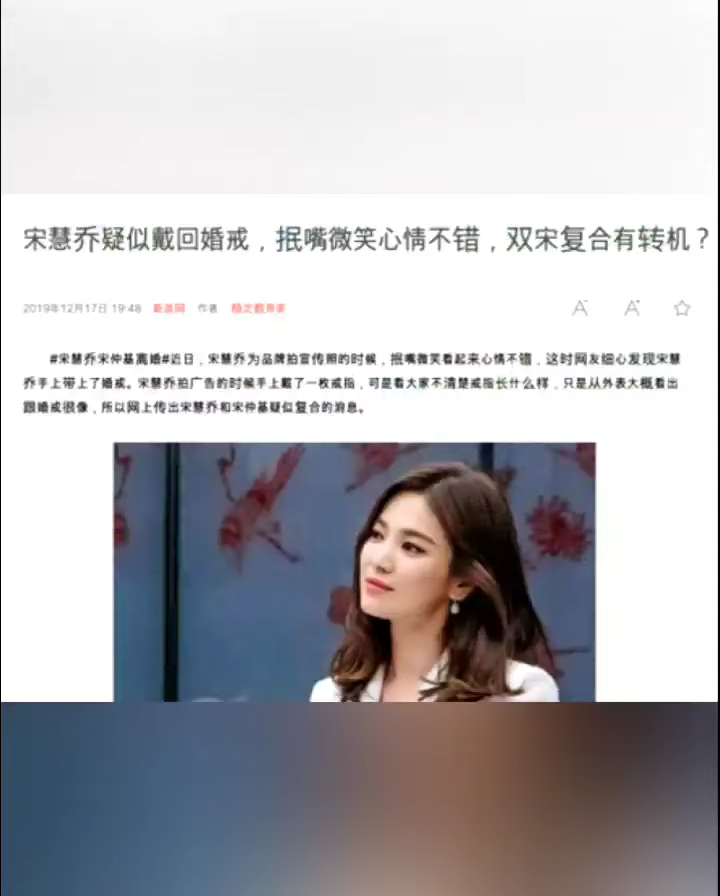 宋慧乔疑似戴回婚戒，抿嘴微笑心情不错，双宋复合有转机？
2019年12月17日 19:48 新浪网 作者
#宋慧乔宋仲基离婚#近日，宋慧乔为品牌拍宣传照的时候，抿嘴微笑看起来心情不错，这时网友细心发现宋慧
乔手上带上了婚戒。宋慧乔拍广告的时候手上戴了一枚戒指，可是看大家不清楚戒指长什么样，只是从外表大概看出
跟婚戒很像，所以网上传出宋慧乔和宋仲基疑似复合的消息。